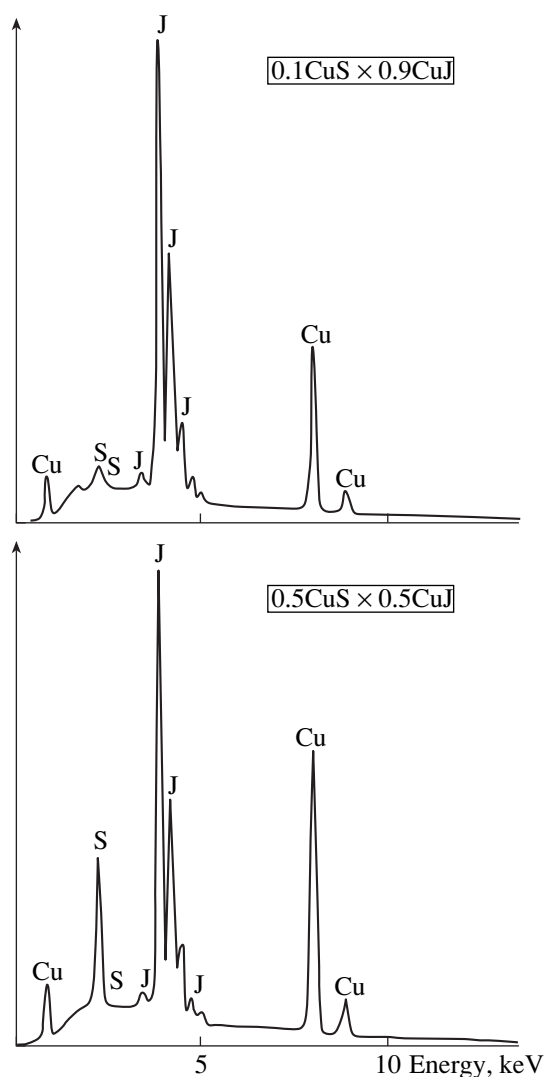 J
0.1CuS × 0.9CuJ
J
Cu
J
S
S
J
Cu
Cu
J
0.5CuS × 0.5CuJ
Cu
J
S
Cu
S
J
J
Cu
5
10 Energy, keV